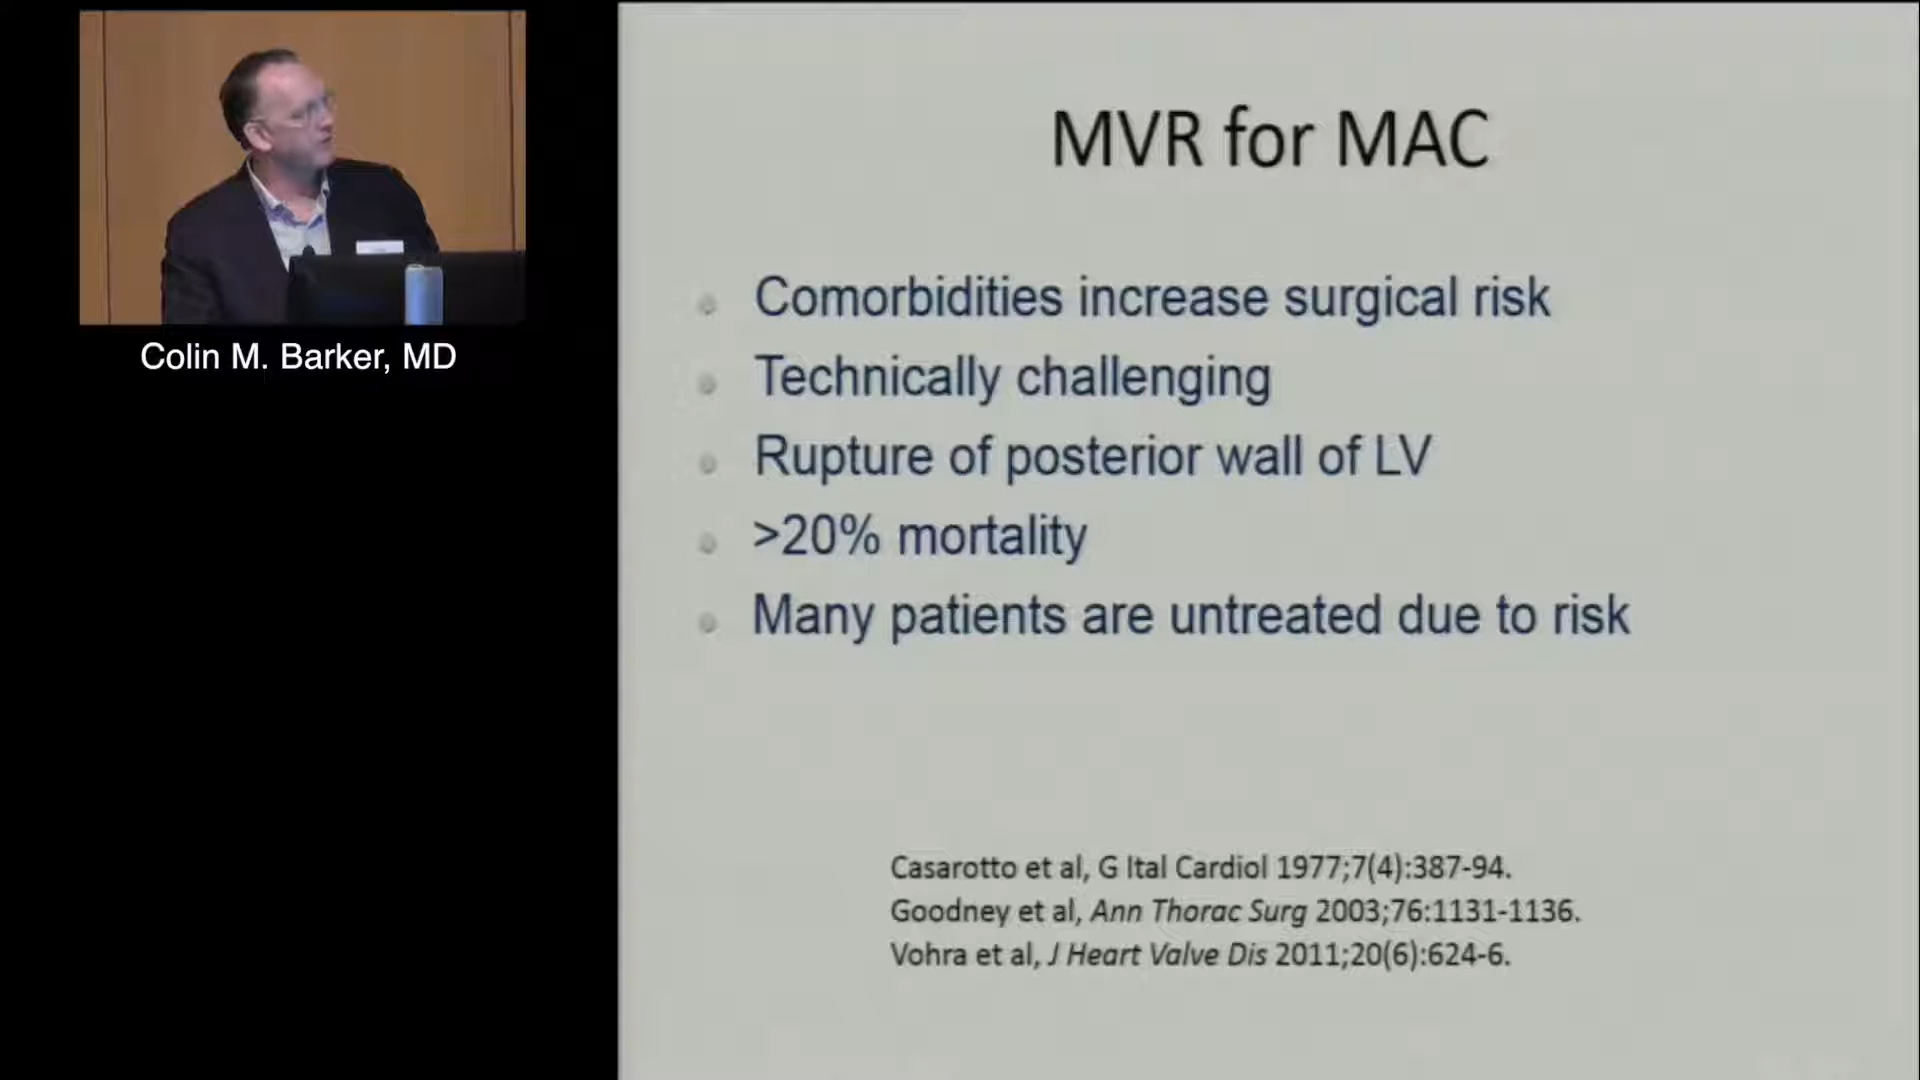 Colin M. Barker, MD
MVR for MAC
Comorbidities increase surgical risk
Technically challenging
Rupture of posterior wall of LV
>20% mortality
Many patients are untreated due to risk
Casarotto et al, G Ital Cardiol 1977;7(4):387-94.
Goodney et al, Ann Thorac Surg 2003;76:1131-1136.
Vohra et al, J Heart Valve Dis 2011;20(6):624-6.